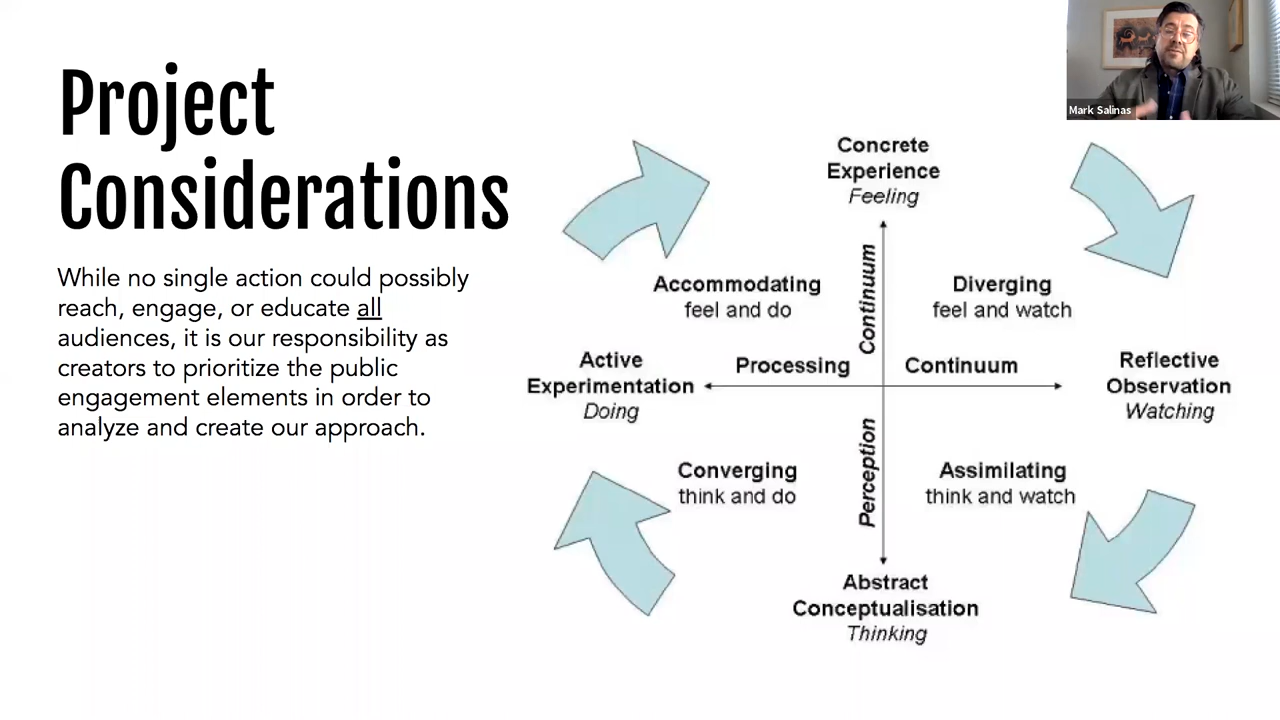 Project
Considerations
While no single action could possibly
reach, engage, or educate all
audiences, it is our responsibility as
creators to prioritize the public
engagement elements in order to
analyze and create our approach.
Mark Salinas
Concrete
Experience
Feeling
Accommodating
feel and do
Continuum
Diverging
feel and watch
Active
Experimentation
Doing
Processing
Continuum
Reflective
Observation
Watching
Converging
think and do
Perception
Assimilating
think and watch
Abstract
Conceptualisation
Thinking